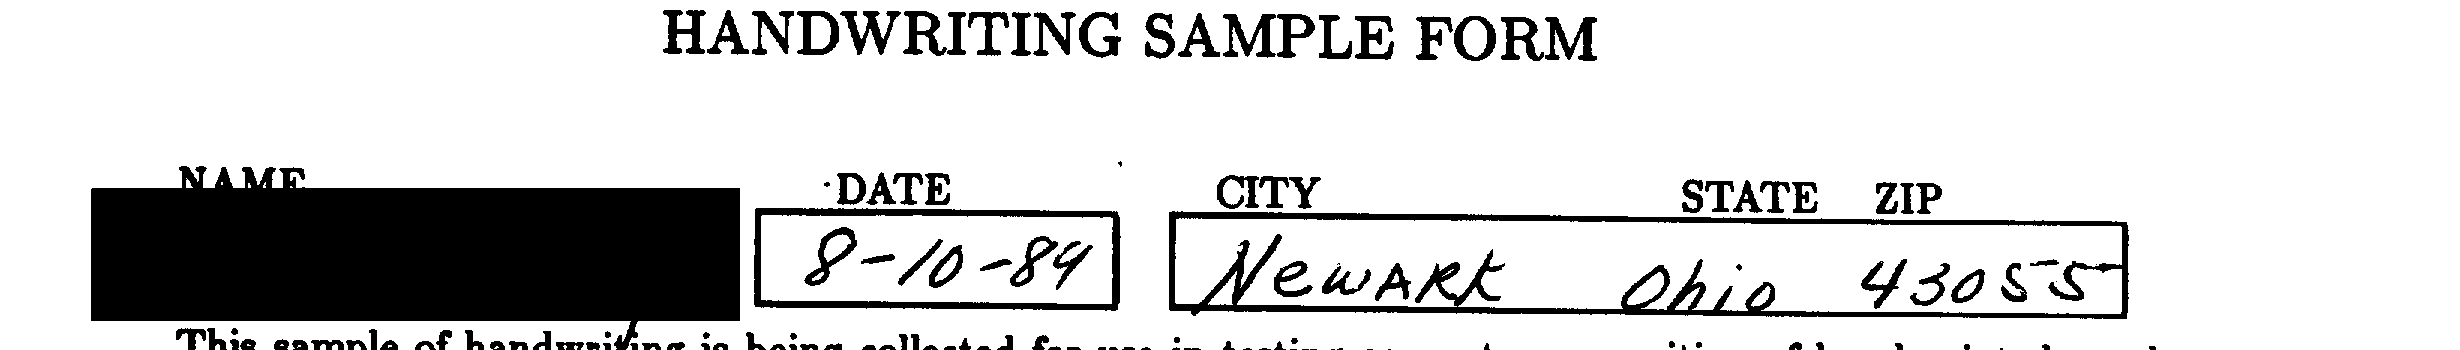 HANDWRITING SAMPLE FORM
NAME DATE CITY STATE ZIP
8-10-89 Newark Ohio 43055
This sample of handwriting is being collected for use in testing